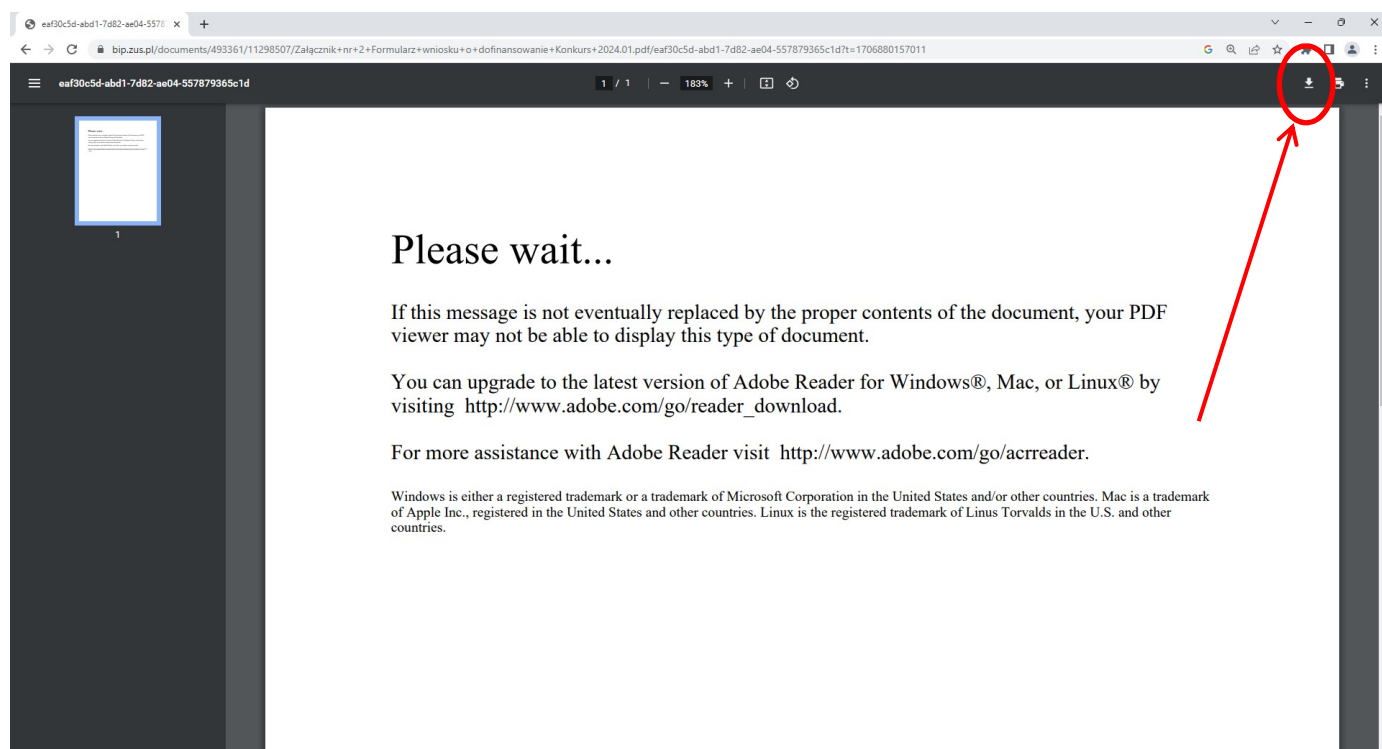 eaf30c5d-abd1-7d82-ae04-5578
bip.zus.pl/documents/493361/11298507/Załącznik+nr+2+Formularz+wniosku+o+dofinansowanie+Konkurs+2024.01.pdf/eaf30c5d-abd1-7d82-ae04-557879365c1d?t=1706880157011
eaf30c5d-abd1-7d82-ae04-557879365c1d
1 / 1
183%
1
Please wait...
If this message is not eventually replaced by the proper contents of the document, your PDF
viewer may not be able to display this type of document.
You can upgrade to the latest version of Adobe Reader for Windows®, Mac, or Linux® by
visiting http://www.adobe.com/go/reader_download.
For more assistance with Adobe Reader visit http://www.adobe.com/go/acrreader.
Windows is either a registered trademark or a trademark of Microsoft Corporation in the United States and/or other countries. Mac is a trademark
of Apple Inc., registered in the United States and other countries. Linux is the registered trademark of Linus Torvalds in the U.S. and other
countries.